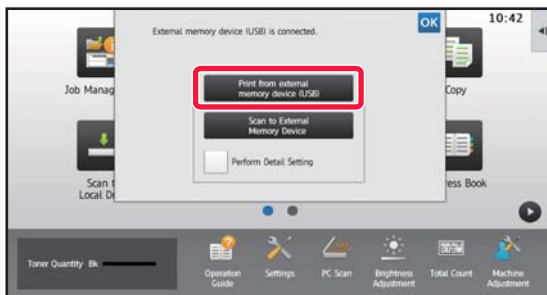 External memory device (USB) is connected.
OK
10:42
Print from external
memory device (USB)
Job Manag
Copy
Scan to External
Memory Device
Perform Detail Setting
Scan t
Local Dr
ress Book
Toner Quantity Bk
Operation
Guide
Settings
PC Scan
Brightness
Adjustment
Total Count
Machine
Adjustment